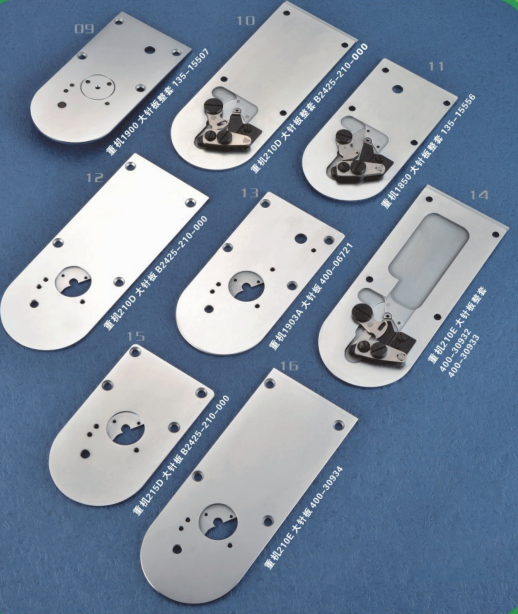 09
重机1900 大针板整套 135-15507
10
重机210D 大针板整套 B2425-210-000
11
重机1850 大针板整套 135-15556
12
重机210D 大针板 B2425-210-000
13
重机1903A 大针板 400-06721
14
重机210E 大针板整套
400-30932
400-30933
15
重机215D 大针板 B2425-210-000
16
重机210E 大针板 400-30934